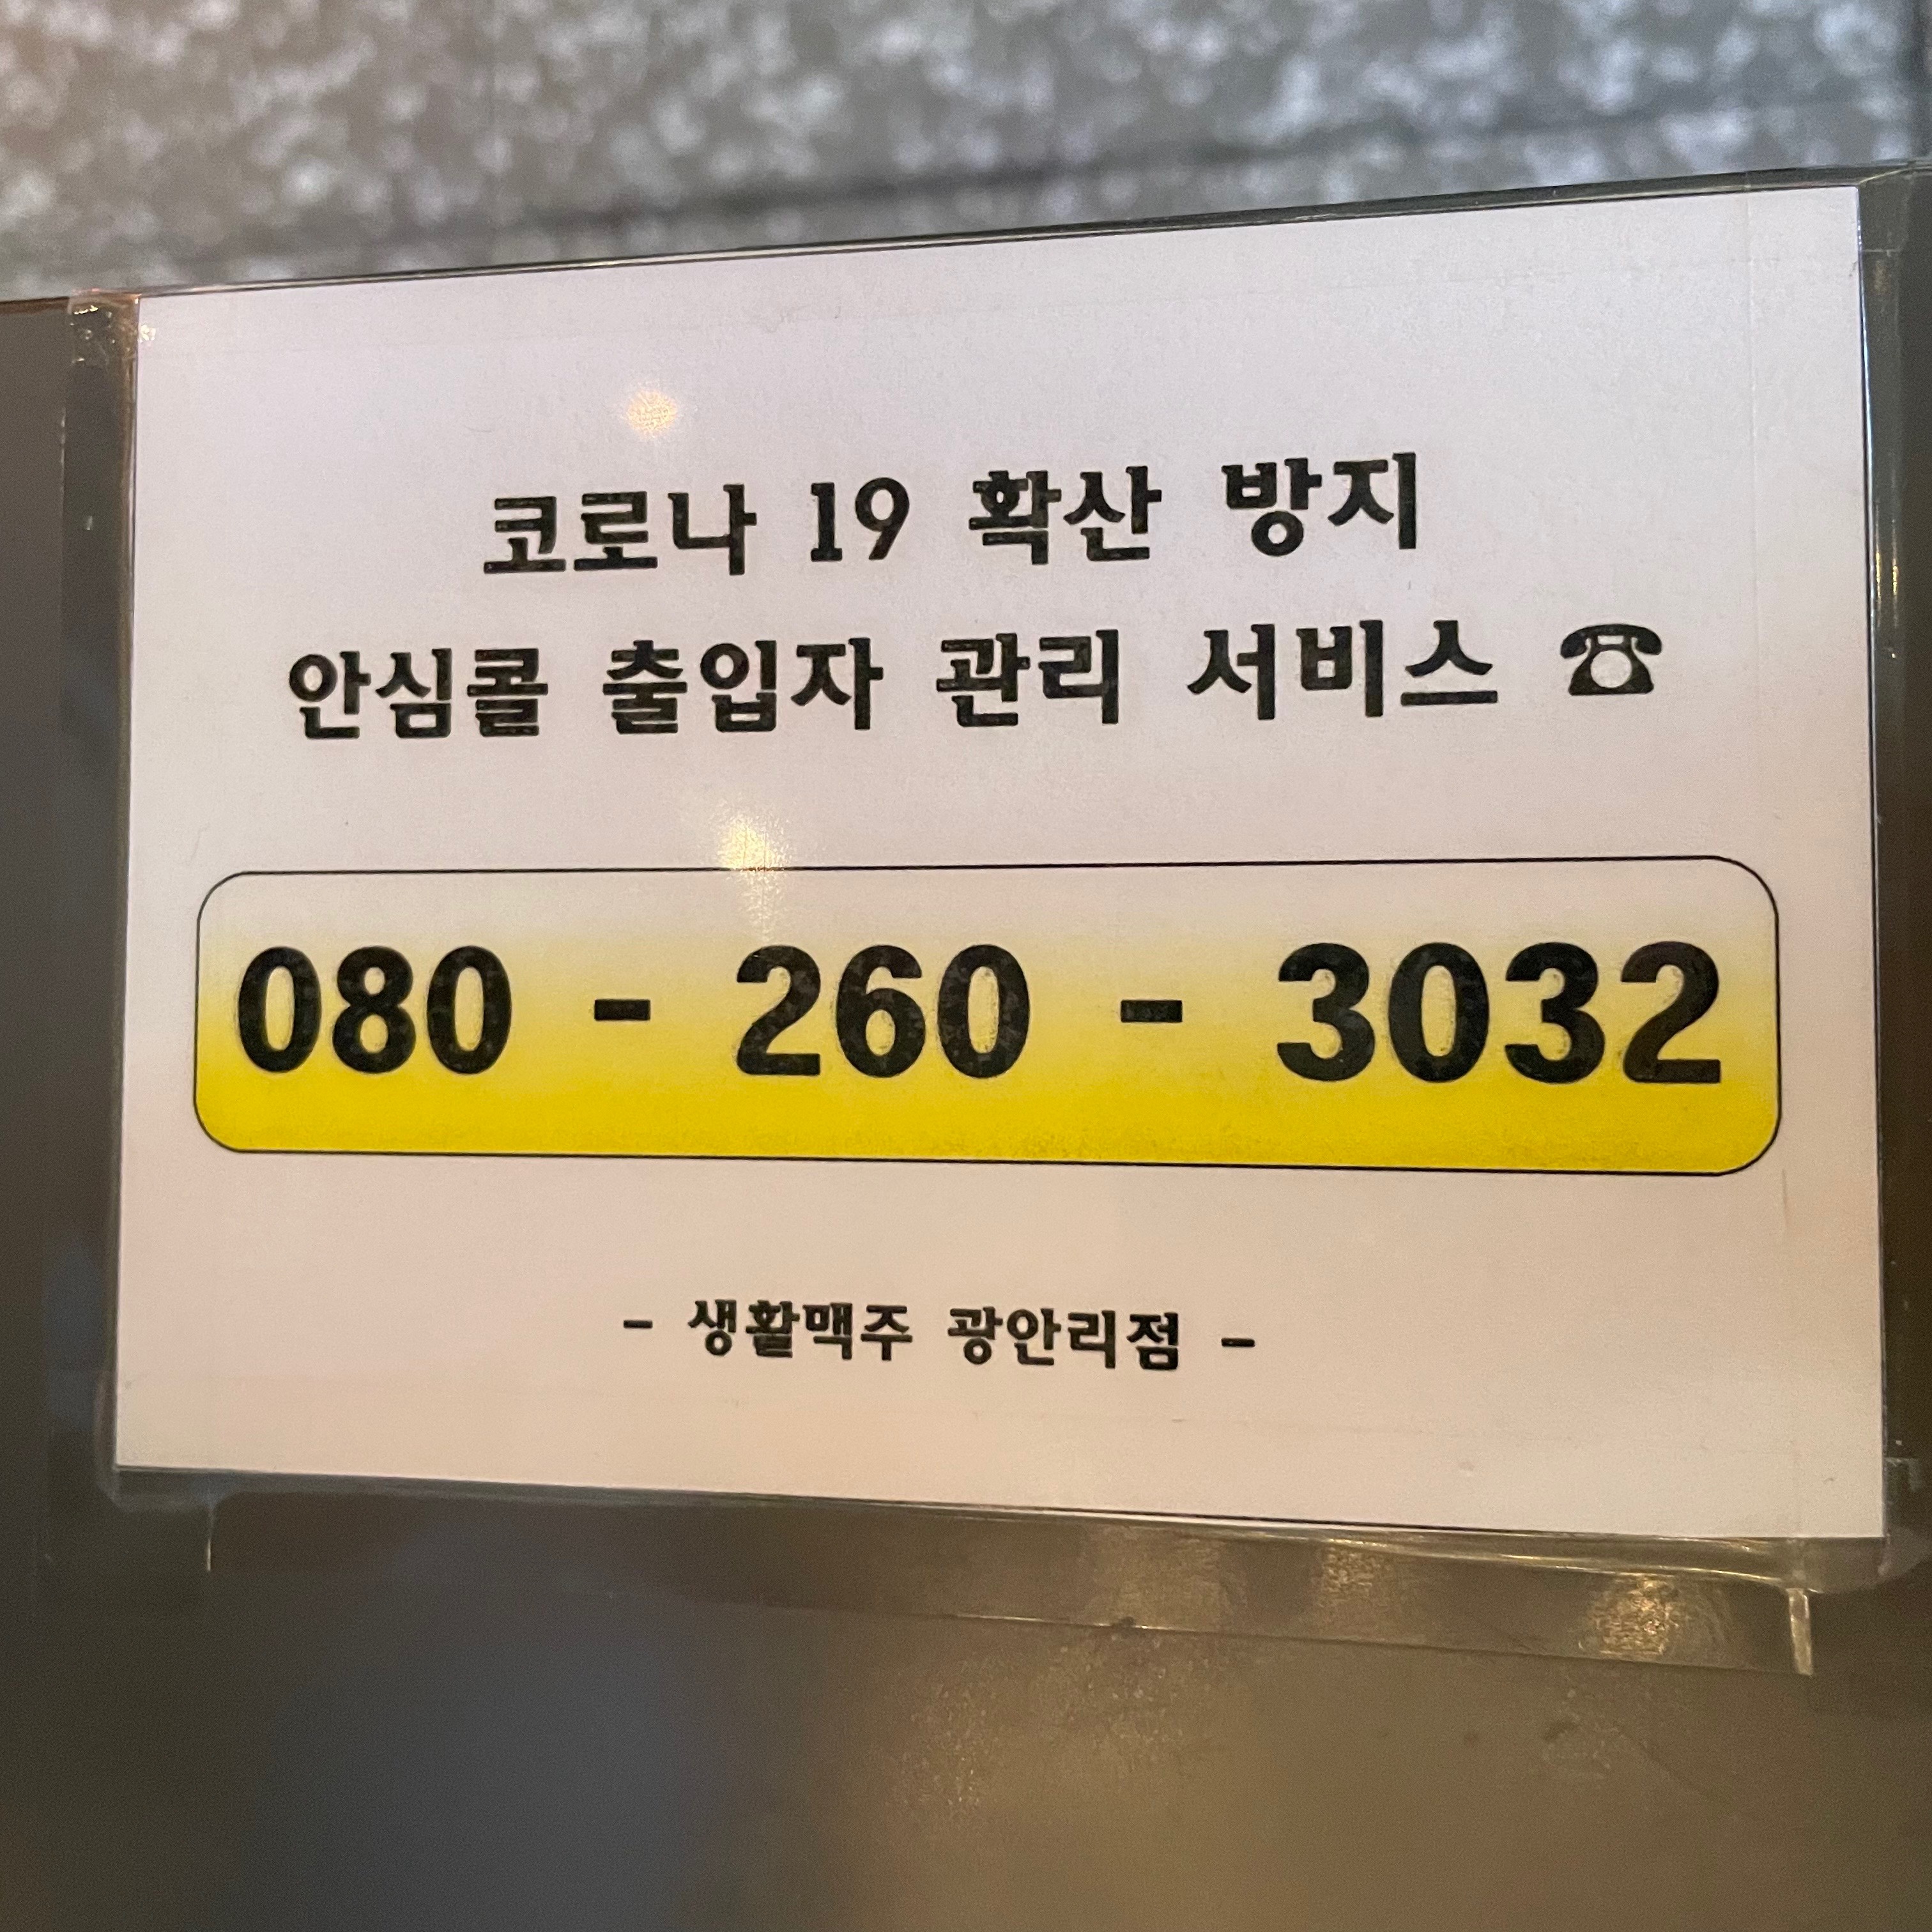 코로나 19 확산 방지
안심콜 출입자 관리 서비스 ☎
080 - 260 - 3032
- 생활맥주 광안리점 -